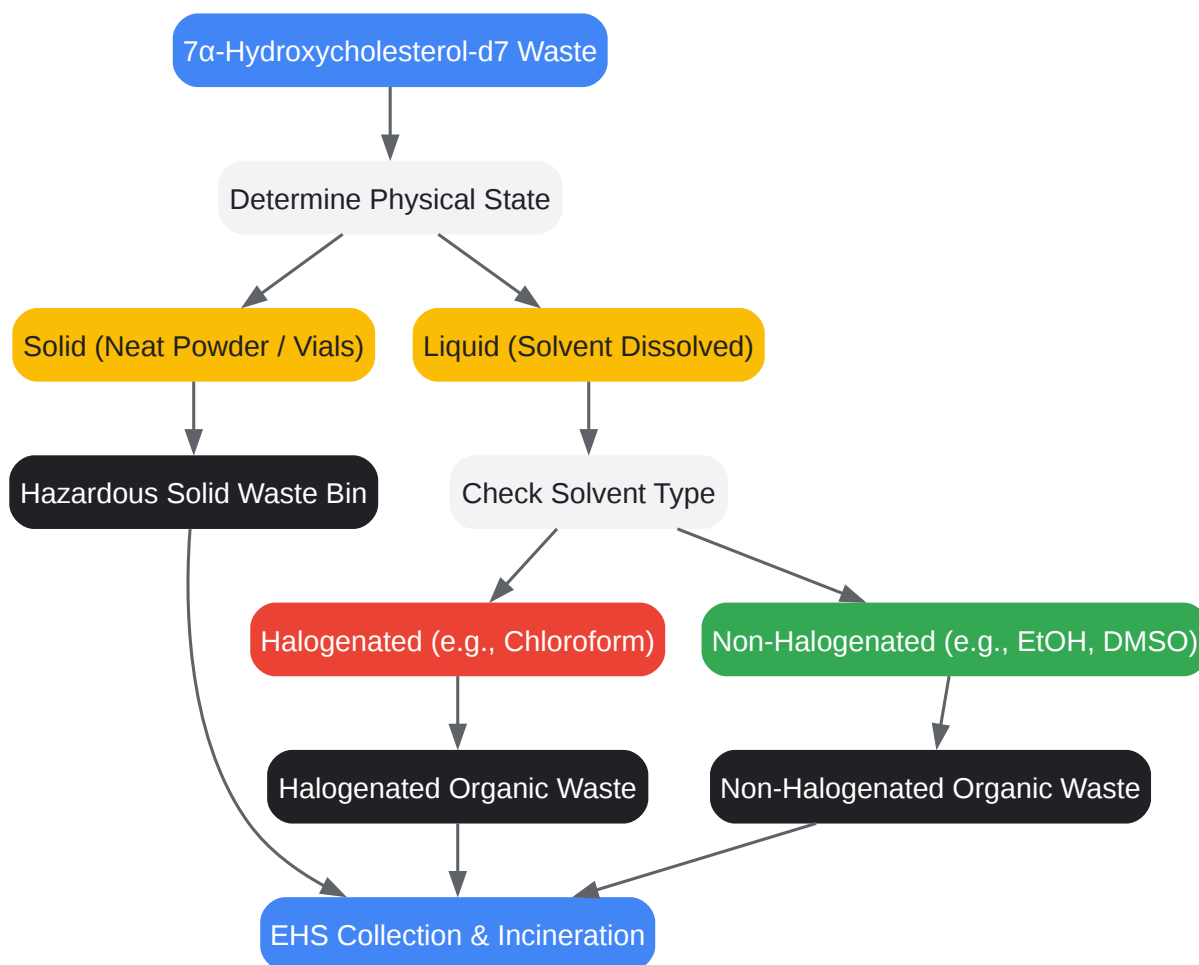 7α-Hydroxycholesterol-d7 Waste
Determine Physical State
Solid (Neat Powder / Vials)
Liquid (Solvent Dissolved)
Hazardous Solid Waste Bin
Check Solvent Type
Halogenated (e.g., Chloroform)
Non-Halogenated (e.g., EtOH, DMSO)
Halogenated Organic Waste
Non-Halogenated Organic Waste
EHS Collection & Incineration